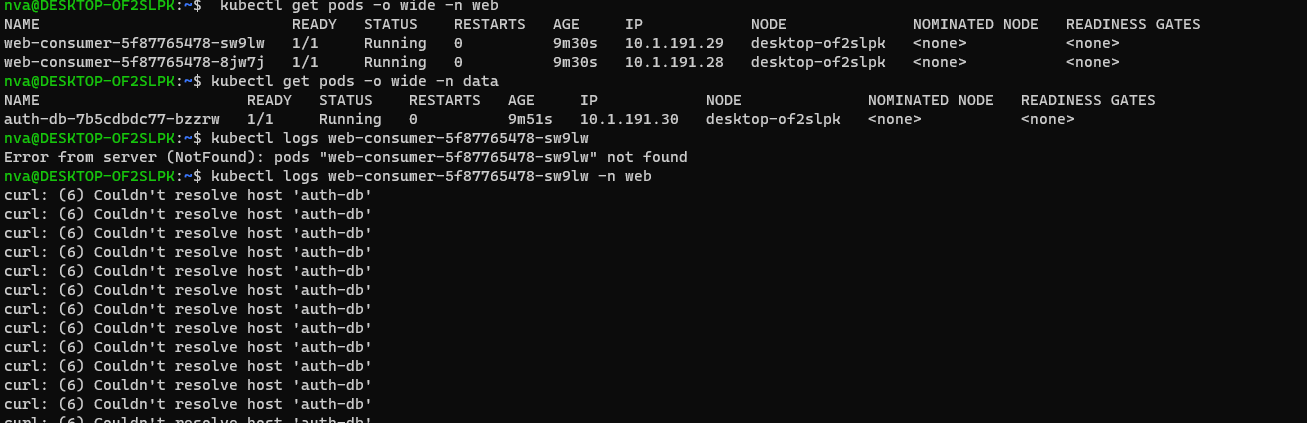 nva@DESKTOP-OF2SLPK:~$  kubectl get pods -o wide -n web
NAME                            READY   STATUS    RESTARTS   AGE     IP            NODE              NOMINATED NODE   READINESS GATES
web-consumer-5f87765478-sw9lw   1/1     Running   0          9m30s   10.1.191.29   desktop-of2slpk   <none>           <none>
web-consumer-5f87765478-8jw7j   1/1     Running   0          9m30s   10.1.191.28   desktop-of2slpk   <none>           <none>
nva@DESKTOP-OF2SLPK:~$ kubectl get pods -o wide -n data
NAME                       READY   STATUS    RESTARTS   AGE     IP            NODE              NOMINATED NODE   READINESS GATES
auth-db-7b5cdbdc77-bzzrw   1/1     Running   0          9m51s   10.1.191.30   desktop-of2slpk   <none>           <none>
nva@DESKTOP-OF2SLPK:~$ kubectl logs web-consumer-5f87765478-sw9lw
Error from server (NotFound): pods "web-consumer-5f87765478-sw9lw" not found
nva@DESKTOP-OF2SLPK:~$ kubectl logs web-consumer-5f87765478-sw9lw -n web
curl: (6) Couldn't resolve host 'auth-db'
curl: (6) Couldn't resolve host 'auth-db'
curl: (6) Couldn't resolve host 'auth-db'
curl: (6) Couldn't resolve host 'auth-db'
curl: (6) Couldn't resolve host 'auth-db'
curl: (6) Couldn't resolve host 'auth-db'
curl: (6) Couldn't resolve host 'auth-db'
curl: (6) Couldn't resolve host 'auth-db'
curl: (6) Couldn't resolve host 'auth-db'
curl: (6) Couldn't resolve host 'auth-db'
curl: (6) Couldn't resolve host 'auth-db'
curl: (6) Couldn't resolve host 'auth-db'
curl: (6) Couldn't resolve host 'auth-db'